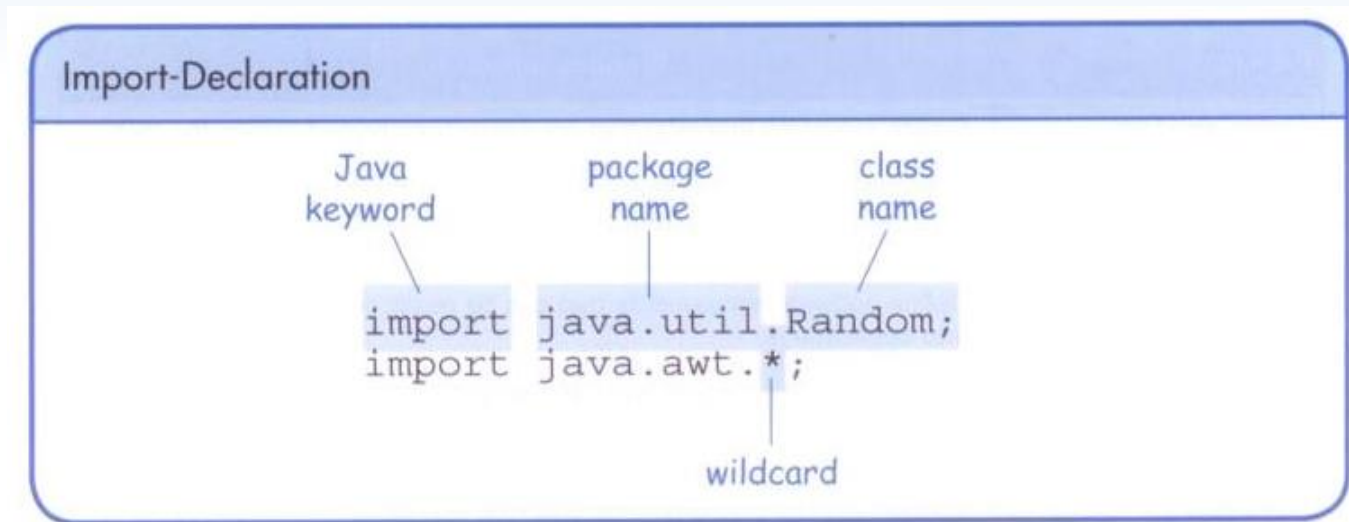 Import-Declaration
Java
keyword
package
name
class
name
import java.util.Random;
import java.awt.*;
wildcard